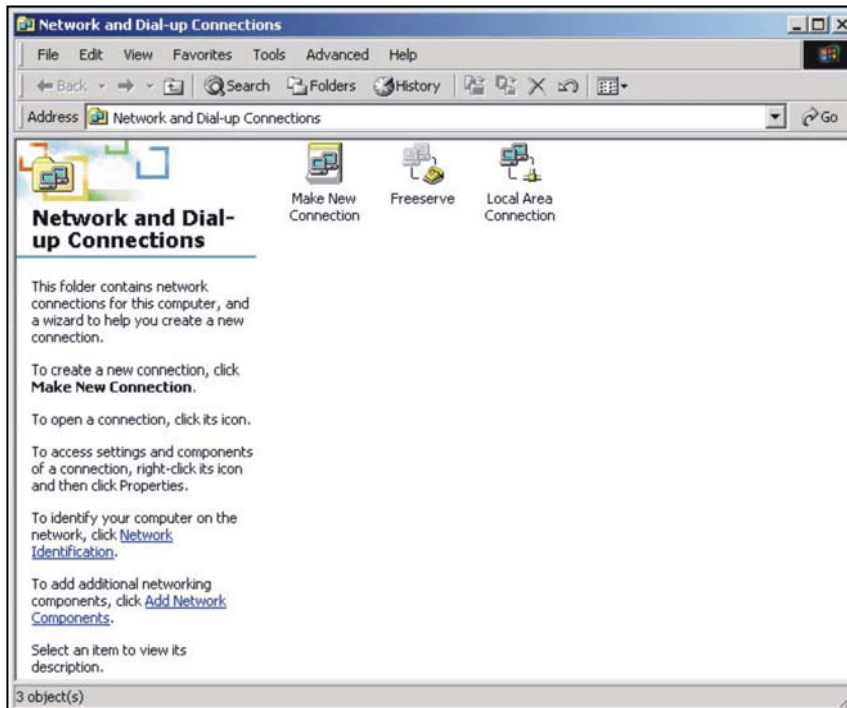 Network and Dial-up Connections
File Edit View Favorites Tools Advanced Help
Back Search Folders History
Address Network and Dial-up Connections Go
Make New
Connection
Freeserve
Local Area
Connection
Network and Dial-
up Connections
This folder contains network
connections for this computer, and
a wizard to help you create a new
connection.
To create a new connection, click
Make New Connection.
To open a connection, click its icon.
To access settings and components
of a connection, right-click its icon
and then click Properties.
To identify your computer on the
network, click Network
Identification.
To add additional networking
components, click Add Network
Components.
Select an item to view its
description.
3 object(s)